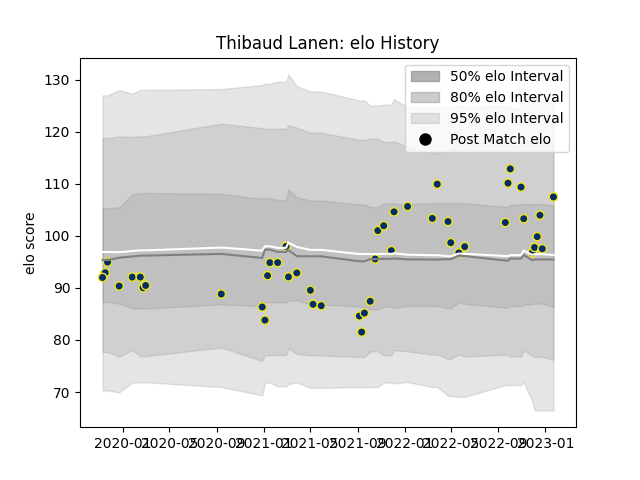 Thibaud Lanen: elo History
elo score
130
120
110
100
90
80
70
50% elo Interval
80% elo Interval
95% elo Interval
Post Match elo
2020-01 2020-05 2020-09 2021-01 2021-05 2021-09 2022-01 2022-05 2022-09 2023-01